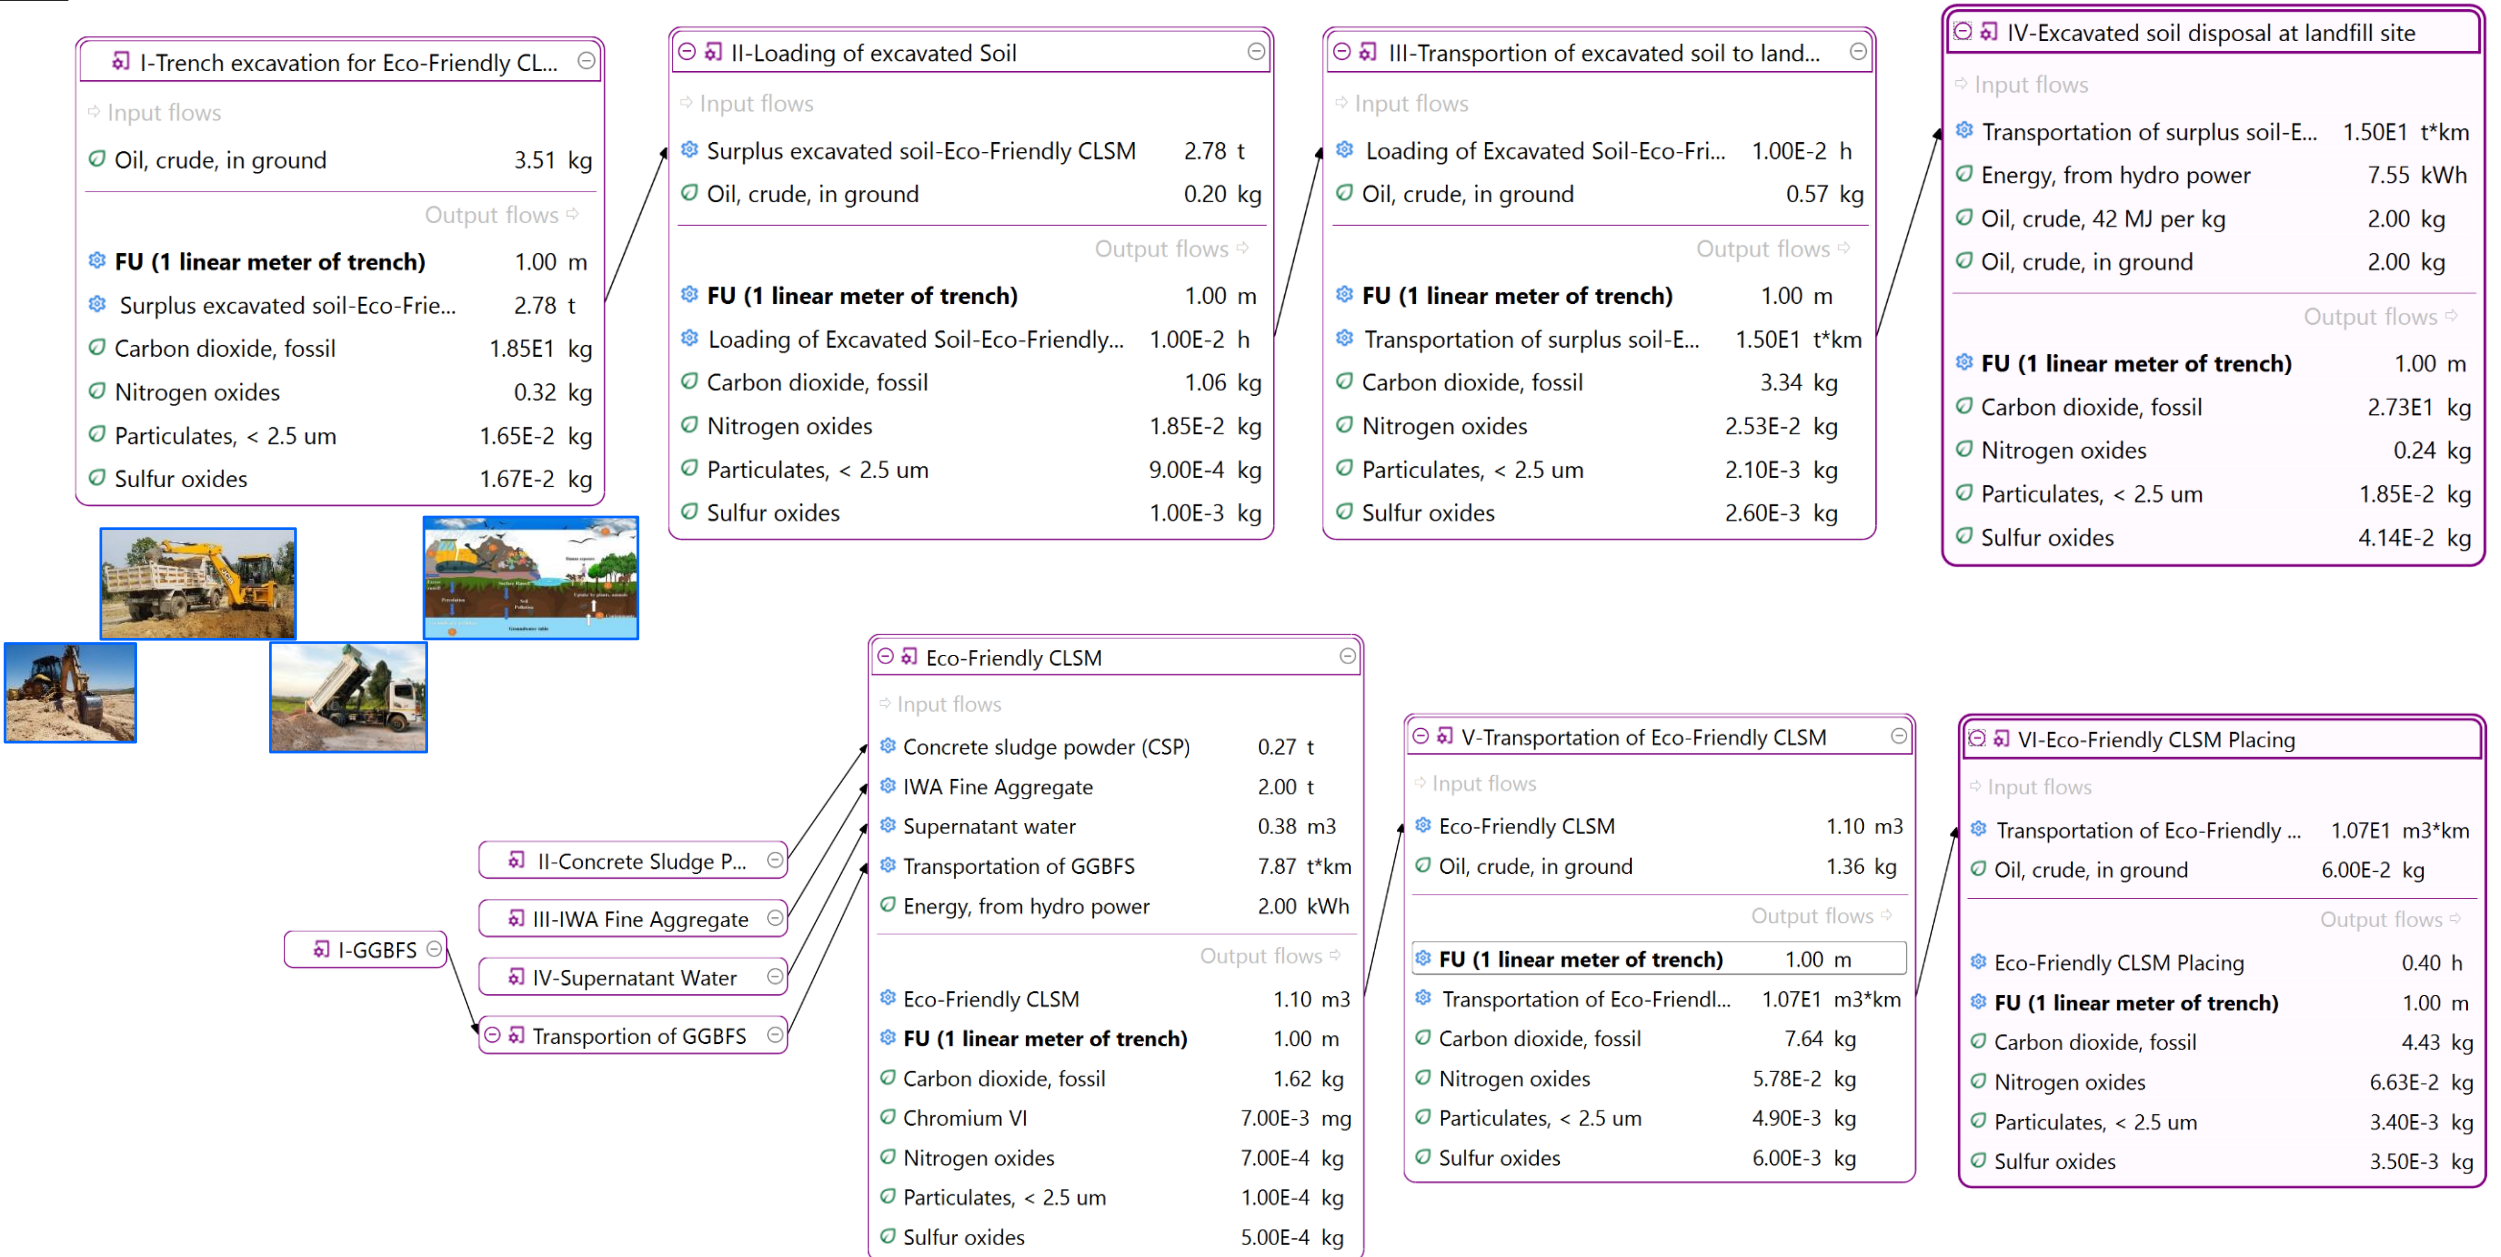 I-Trench excavation for Eco-Friendly CL...
Input flows
Oil, crude, in ground 3.51 kg
Output flows
FU (1 linear meter of trench) 1.00 m
Surplus excavated soil-Eco-Frie... 2.78 t
Carbon dioxide, fossil 1.85E1 kg
Nitrogen oxides 0.32 kg
Particulates, < 2.5 um 1.65E-2 kg
Sulfur oxides 1.67E-2 kg
II-Loading of excavated Soil
Input flows
Surplus excavated soil-Eco-Friendly CLSM 2.78 t
Oil, crude, in ground 0.20 kg
Output flows
FU (1 linear meter of trench) 1.00 m
Loading of Excavated Soil-Eco-Friendly... 1.00E-2 h
Carbon dioxide, fossil 1.06 kg
Nitrogen oxides 1.85E-2 kg
Particulates, < 2.5 um 9.00E-4 kg
Sulfur oxides 1.00E-3 kg
III-Transportion of excavated soil to land...
Input flows
Loading of Excavated Soil-Eco-Fri... 1.00E-2 h
Oil, crude, in ground 0.57 kg
Output flows
FU (1 linear meter of trench) 1.00 m
Transportation of surplus soil-E... 1.50E1 t*km
Carbon dioxide, fossil 3.34 kg
Nitrogen oxides 2.53E-2 kg
Particulates, < 2.5 um 2.10E-3 kg
Sulfur oxides 2.60E-3 kg
IV-Excavated soil disposal at landfill site
Input flows
Transportation of surplus soil-E... 1.50E1 t*km
Energy, from hydro power 7.55 kWh
Oil, crude, 42 MJ per kg 2.00 kg
Oil, crude, in ground 2.00 kg
Output flows
FU (1 linear meter of trench) 1.00 m
Carbon dioxide, fossil 2.73E1 kg
Nitrogen oxides 0.24 kg
Particulates, < 2.5 um 1.85E-2 kg
Sulfur oxides 4.14E-2 kg
Percolation
Soil
Pollution
Groundwater table
I-GGBFS
II-Concrete Sludge P...
III-IWA Fine Aggregate
IV-Supernatant Water
Transportion of GGBFS
Eco-Friendly CLSM
Input flows
Concrete sludge powder (CSP) 0.27 t
IWA Fine Aggregate 2.00 t
Supernatant water 0.38 m3
Transportation of GGBFS 7.87 t*km
Energy, from hydro power 2.00 kWh
Output flows
Eco-Friendly CLSM 1.10 m3
FU (1 linear meter of trench) 1.00 m
Carbon dioxide, fossil 1.62 kg
Chromium VI 7.00E-3 mg
Nitrogen oxides 7.00E-4 kg
Particulates, < 2.5 um 1.00E-4 kg
Sulfur oxides 5.00E-4 kg
V-Transportation of Eco-Friendly CLSM
Input flows
Eco-Friendly CLSM 1.10 m3
Oil, crude, in ground 1.36 kg
Output flows
FU (1 linear meter of trench) 1.00 m
Transportation of Eco-Friendl... 1.07E1 m3*km
Carbon dioxide, fossil 7.64 kg
Nitrogen oxides 5.78E-2 kg
Particulates, < 2.5 um 4.90E-3 kg
Sulfur oxides 6.00E-3 kg
VI-Eco-Friendly CLSM Placing
Input flows
Transportation of Eco-Friendly ... 1.07E1 m3*km
Oil, crude, in ground 6.00E-2 kg
Output flows
Eco-Friendly CLSM Placing 0.40 h
FU (1 linear meter of trench) 1.00 m
Carbon dioxide, fossil 4.43 kg
Nitrogen oxides 6.63E-2 kg
Particulates, < 2.5 um 3.40E-3 kg
Sulfur oxides 3.50E-3 kg